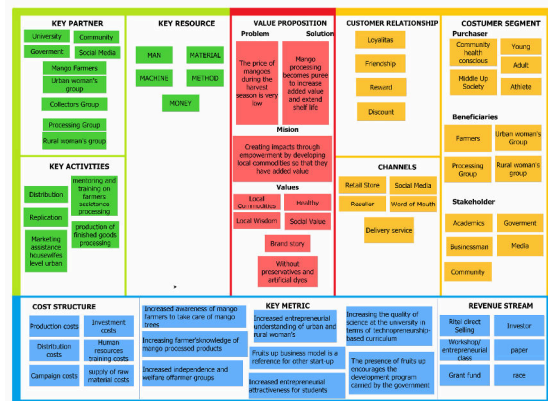 KEY PARTNER
University
Community
Goverment
Social Media
Mango Farmers
Urban women's
group
Collectors Group
Processing Group
Rural women's group
KEY RESOURCE
MAN
MATERIAL
MACHINE
METHOD
MONEY
VALUE PROPOSITION
Problem
Solution
The price of
mangoes
during the
harvest
season is very
low
Mango
processing
becomes puree
to increase
added value
and extend
shelf life
Mision
Creating impacts through
empowerment by developing
local commodities so that they
have added value
Values
Local
Commodities
Healthy
Local Wisdom
Social Value
Brand story
Without
preservatives and
artificial dyes
CUSTOMER RELATIONSHIP
Loyalitas
Friendship
Reward
Discount
CHANNELS
Retail Store
Social Media
Reseller
Word of Mouth
Delivery service
COSTUMER SEGMENT
Purchaser
Community
health
conscious
Young
Adult
Middle Up
Society
Athlete
Beneficiaries
Farmers
Urban women's
Group
Processing
Group
Rural women's
group
Stakeholder
Academics
Goverment
Businessman
Media
Community
KEY ACTIVITIES
Distribution
mentoring and
training on
farmers
assistance
processing
Replication
Marketing
assistance
housewifes
level urban
production of
finished goods
processing
COST STRUCTURE
Production costs
Investment
costs
Distribution
costs
Human
resources
training costs
Campaign costs
supply of raw
material costs
KEY METRIC
Increased awareness of mango
farmers to take care of mango
trees
Increasing farmer'sknowledge of
mango processed products
Increased independence and
welfare offarmer groups
Increased entrepreneurial
understanding of urban and
rural woman's
Fruits up business model is a
reference for other start-up
Increased entrepreneurial
attractiveness for students
Increasing the quality of
science at the university in
terms of technopreneurship-
based curriculum
The presence of fruits up
encourages the
development program
carried by the government
REVENUE STREAM
Ritel direct
Selling
Investor
Workshop/
entrepreneurial
class
paper
Grant fund
race